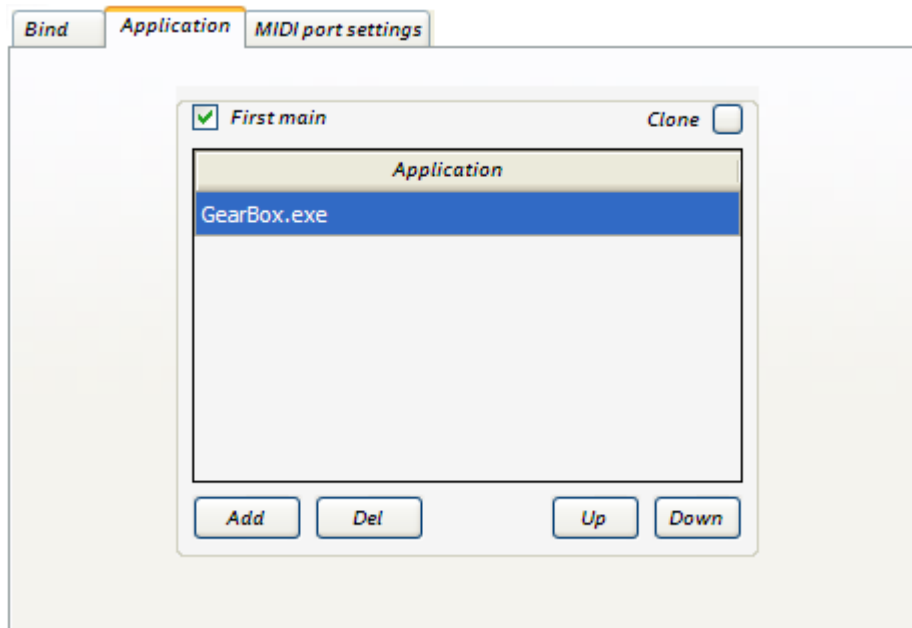 Bind Application MIDI port settings
First main Clone
Application
GearBox.exe
Add Del Up Down